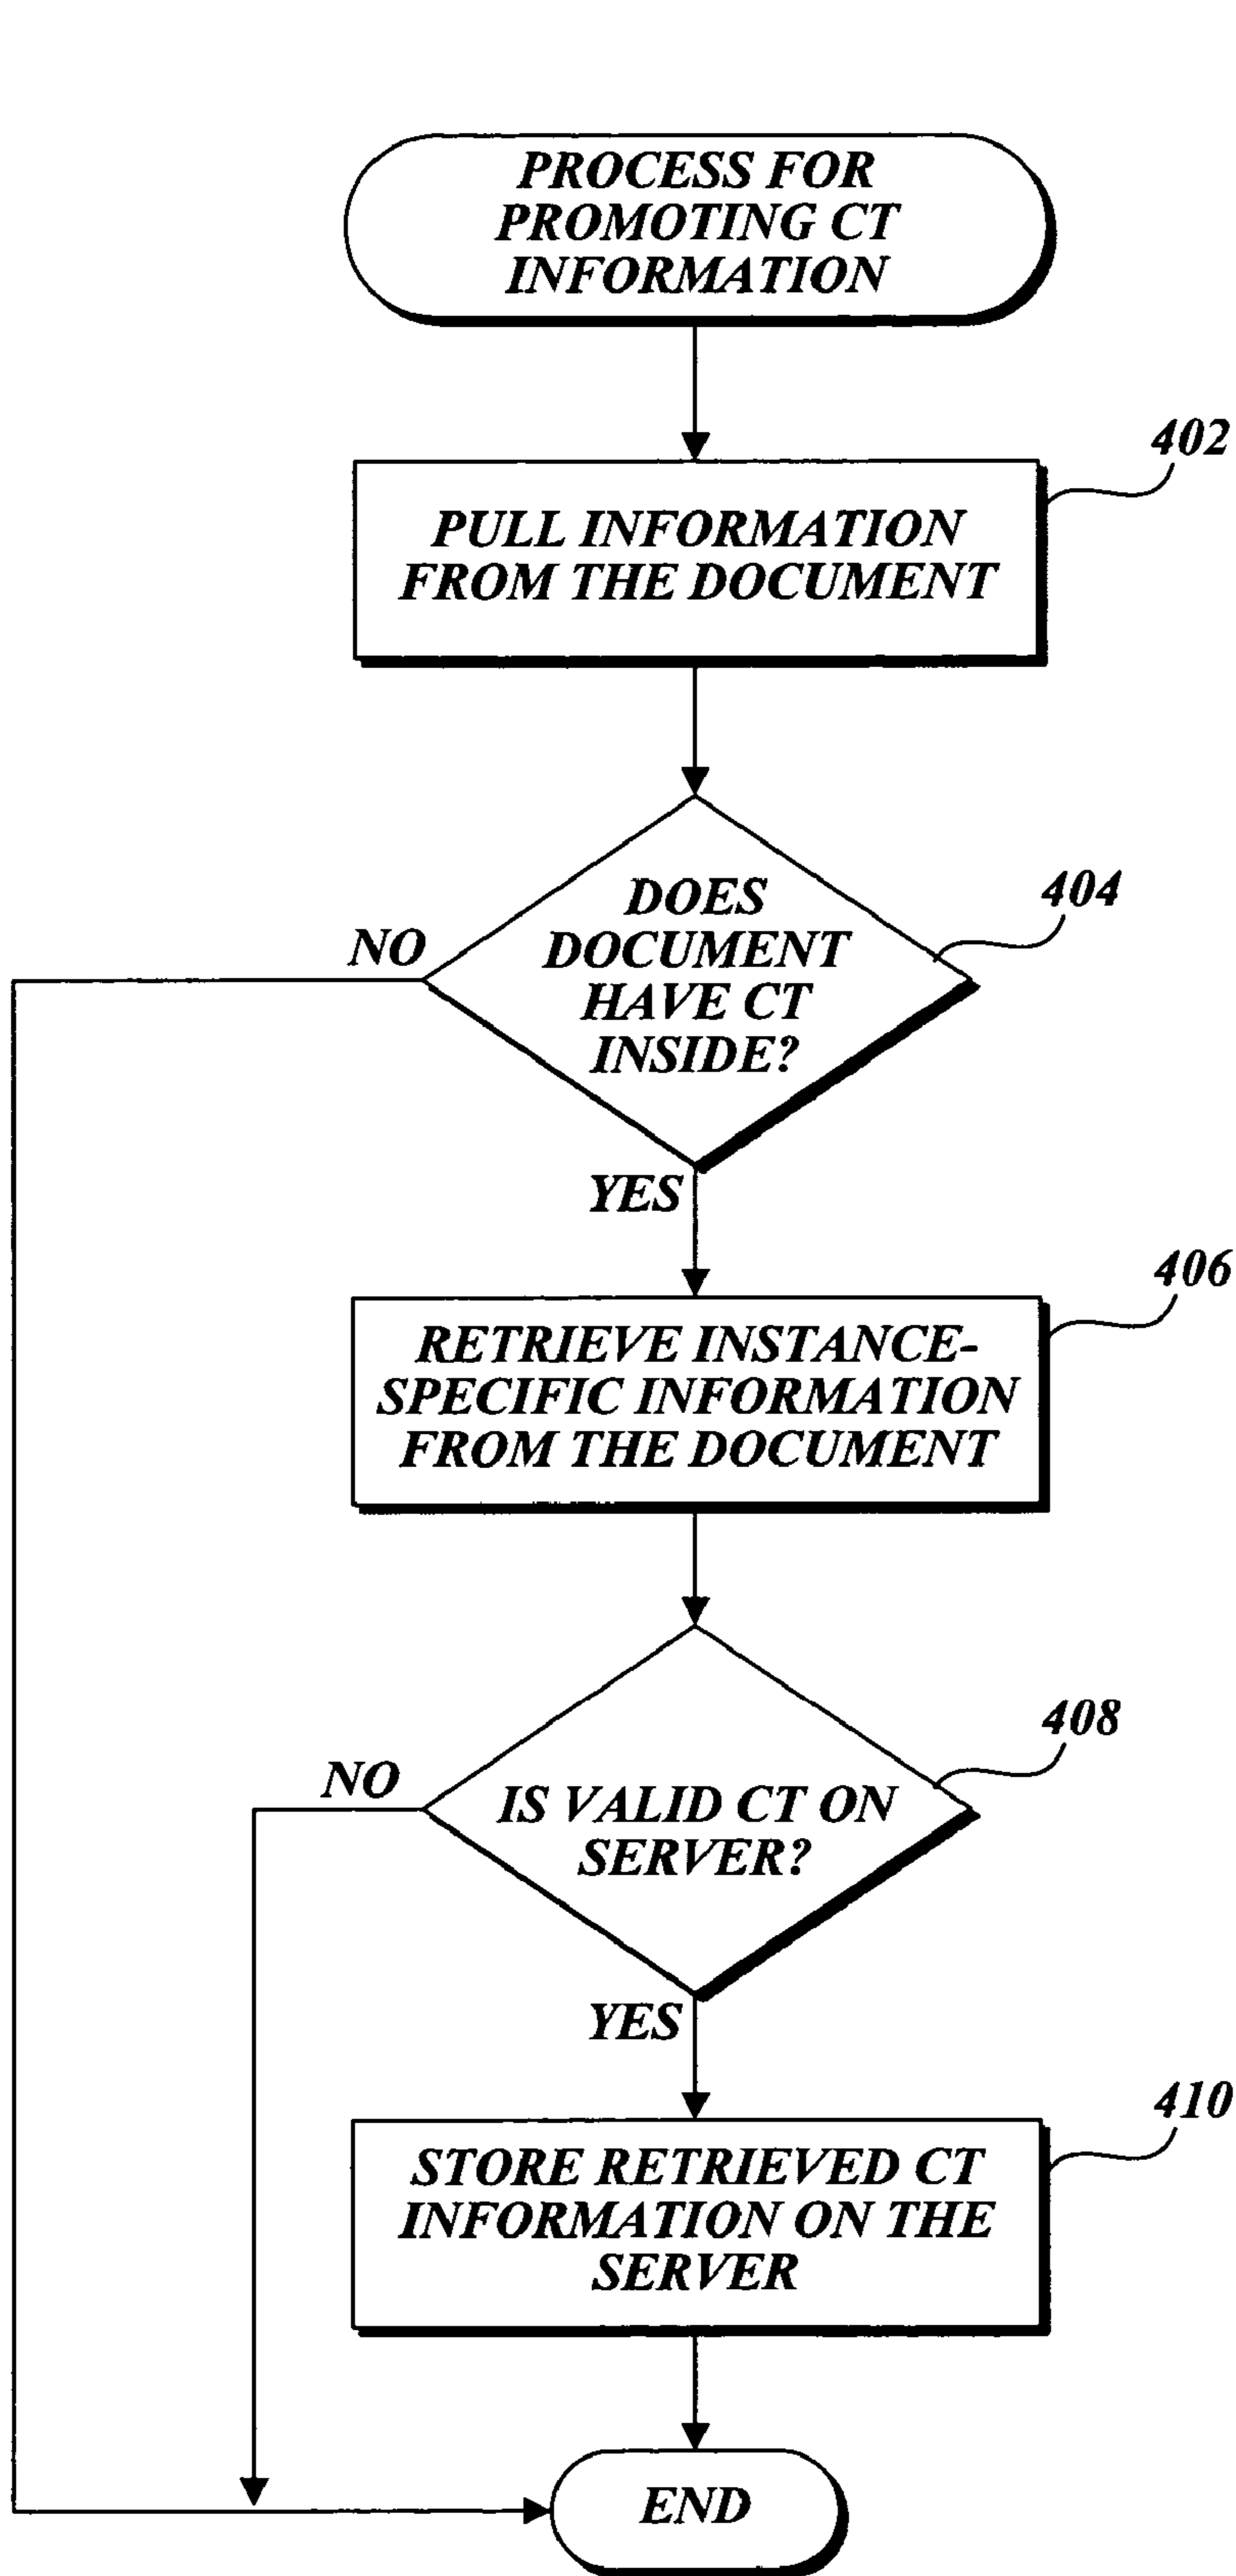 PROCESS FOR
PROMOTING CT
INFORMATION
402
PULL INFORMATION
FROM THE DOCUMENT
404
DOES
DOCUMENT
HAVE CT
INSIDE?
NO
YES
406
RETRIEVE INSTANCE-
SPECIFIC INFORMATION
FROM THE DOCUMENT
408
NO
IS VALID CT ON
SERVER?
YES
410
STORE RETRIEVED CT
INFORMATION ON THE
SERVER
END